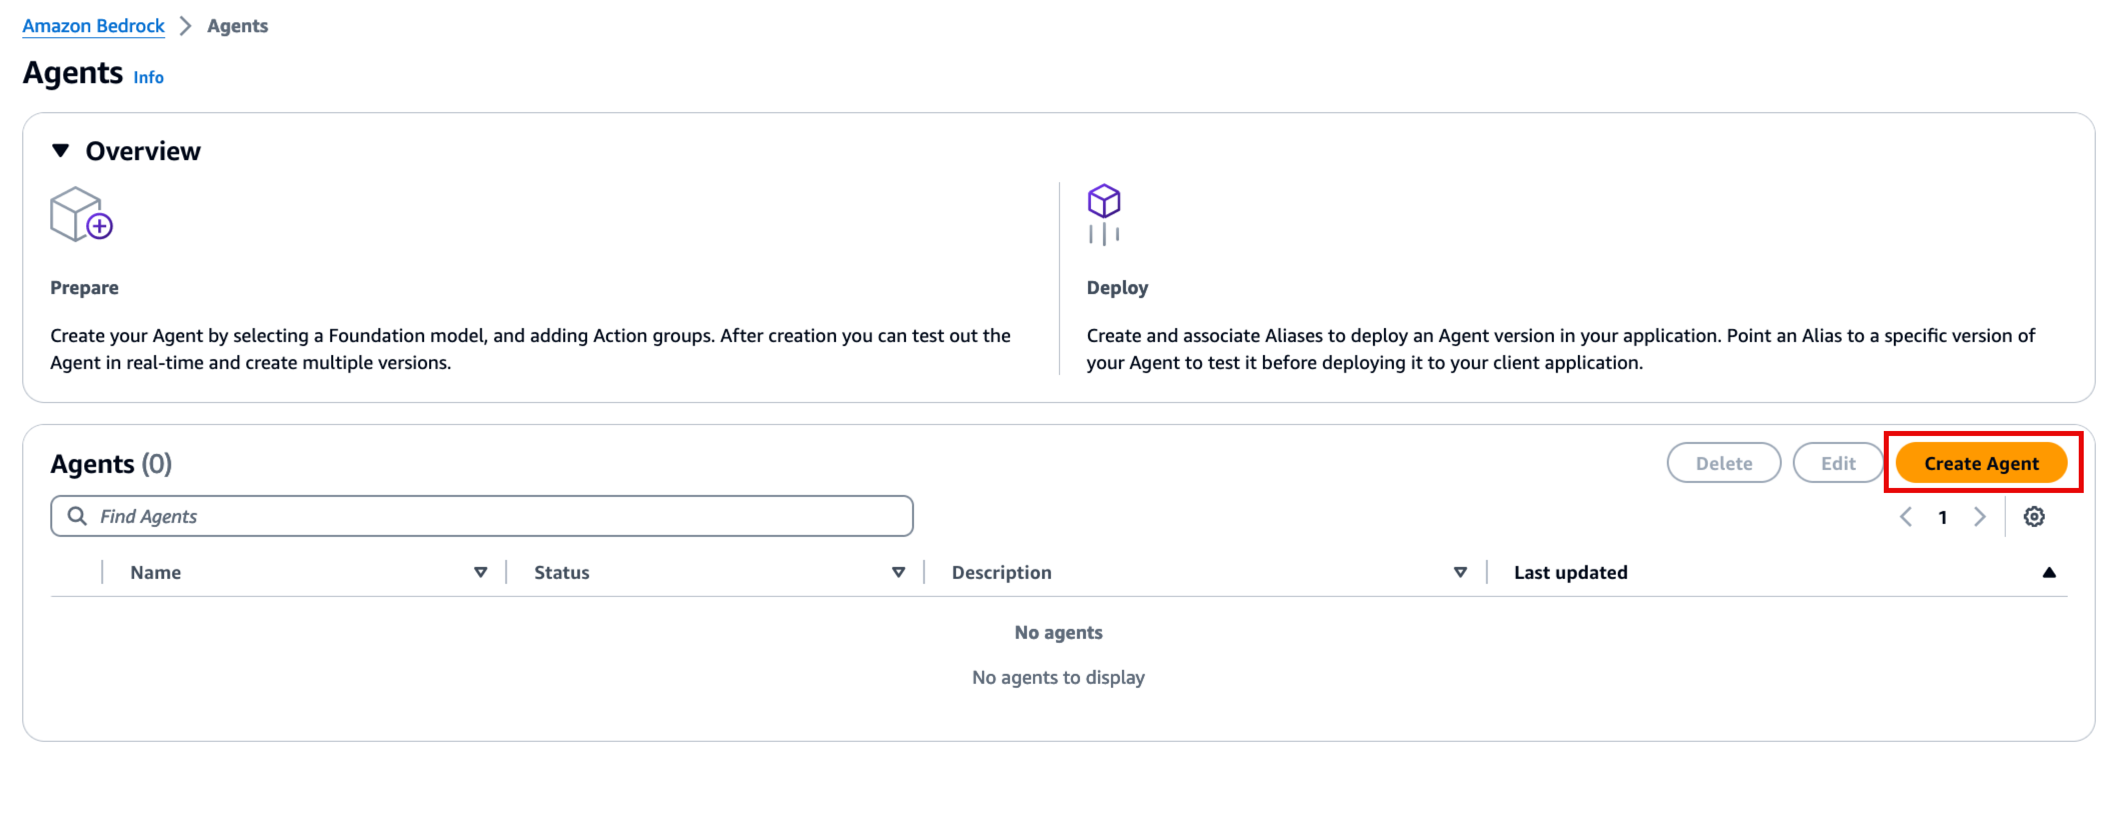 Amazon Bedrock > Agents
Agents Info
Overview
Prepare
Create your Agent by selecting a Foundation model, and adding Action groups. After creation you can test out the
Agent in real-time and create multiple versions.
Deploy
Create and associate Aliases to deploy an Agent version in your application. Point an Alias to a specific version of
your Agent to test it before deploying it to your client application.
Agents (0)
Delete Edit Create Agent
Find Agents
1
Name Status Description Last updated
No agents
No agents to display